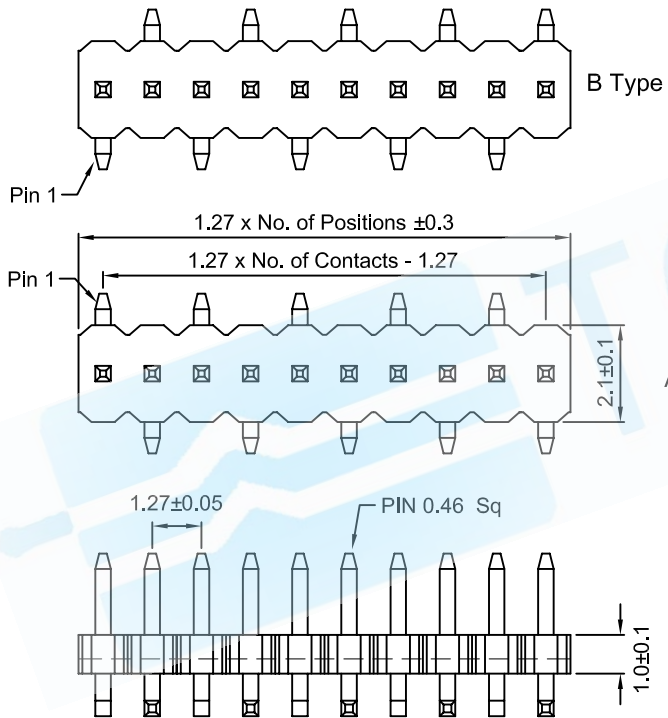 B Type
Pin 1
1.27 x No. of Positions ±0.3
1.27 x No. of Contacts - 1.27
Pin 1
2.1±0.1
1.27±0.05
PIN 0.46 Sq
1.0±0.1